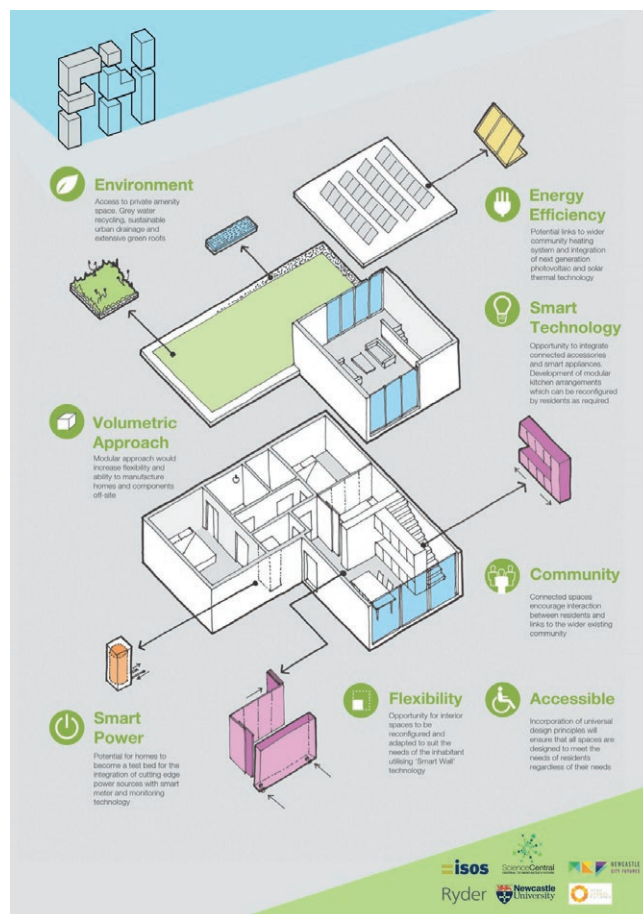 Environment
Access to private amenity
space. Grey water
recycling, sustainable
urban drainage and
extensive green roofs
Energy
Efficiency
Potential links to wider
community heating
system and integration
of next generation
photovoltaic and solar
thermal technology
Smart
Technology
Opportunity to integrate
connected accessories
and smart appliances.
Development of modular
kitchen arrangements
which can be reconfigured
by residents as required
Volumetric
Approach
Modular approach would
increase flexibility and
ability to manufacture
homes and components
off-site
Community
Connected spaces
encourage interaction
between residents and
links to the wider existing
community
Smart
Power
Potential for homes to
become a test bed for the
integration of cutting edge
power sources with smart
meter and monitoring
technology
Flexibility
Opportunity for interior
spaces to be
reconfigured and
adapted to suit the
needs of the inhabitant
utilising 'Smart Wall'
technology
Accessible
Incorporation of universal
design principles will
ensure that all spaces are
designed to meet the
needs of residents
regardless of their needs
isos
ScienceCentral
NEWCASTLE
CITY FUTURES
Ryder
Newcastle
University